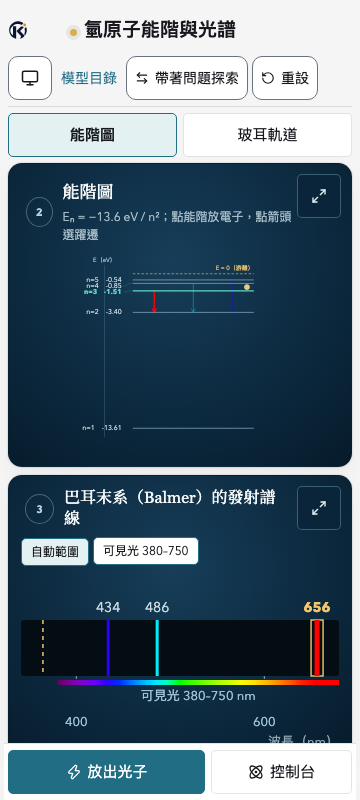 氫原子能階與光譜
模型目錄
帶著問題探索
重設
能階圖
玻耳軌道
2
能階圖
Eₙ = −13.6 eV / n²；點能階放電子，點箭頭
選躍遷
E (eV)
E = 0（游離）
n=5 -0.54
n=4 -0.85
n=3 -1.51
n=2 -3.40
n=1 -13.61
3
巴耳末系（Balmer）的發射譜
線
自動範圍
可見光 380–750
434 486 656
可見光 380–750 nm
400 600
波長（nm）
放出光子
控制台